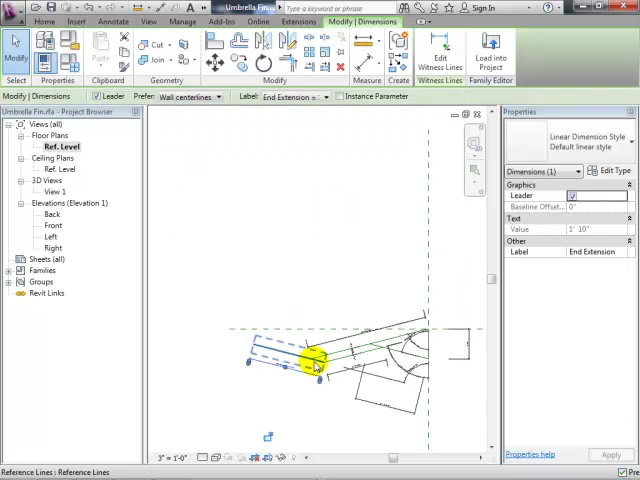 Umbrella Fin.rfa - Floor Plan...
Type a keyword or phrase
Sign In
Home Insert Annotate View Manage Add-Ins Online Extensions Modify | Dimensions
Modify
Cut
Join
Paste
Edit
Witness Lines
Load into
Project
Select Properties Clipboard Geometry Modify Measure Create Witness Lines Family Editor
Modify | Dimensions Leader Prefer: Wall centerlines Label: End Extension = Instance Parameter
Umbrella Fin.rfa - Project Browser
Views (all)
Floor Plans
Ref. Level
Ceiling Plans
Ref. Level
3D Views
View 1
Elevations (Elevation 1)
Back
Front
Left
Right
Sheets (all)
Families
Groups
Revit Links
Properties
Linear Dimension Style
Default linear style
Dimensions (1) Edit Type
Graphics
Leader
Baseline Offset... 0"
Text
Value 1' 10"
Other
Label End Extension
Properties help Apply
3" = 1'-0"
Reference Lines : Reference Lines